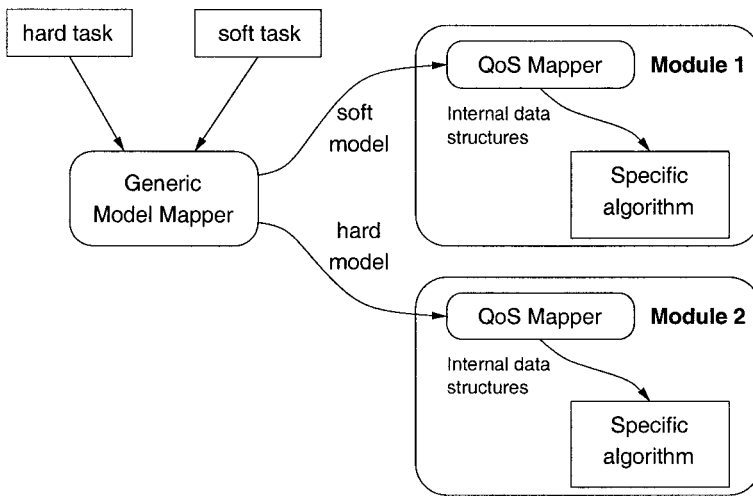 hard task
soft task
QoS Mapper
Module 1
soft
model
Internal data
structures
Generic
Model Mapper
Specific
algorithm
hard
model
QoS Mapper
Module 2
Internal data
structures
Specific
algorithm